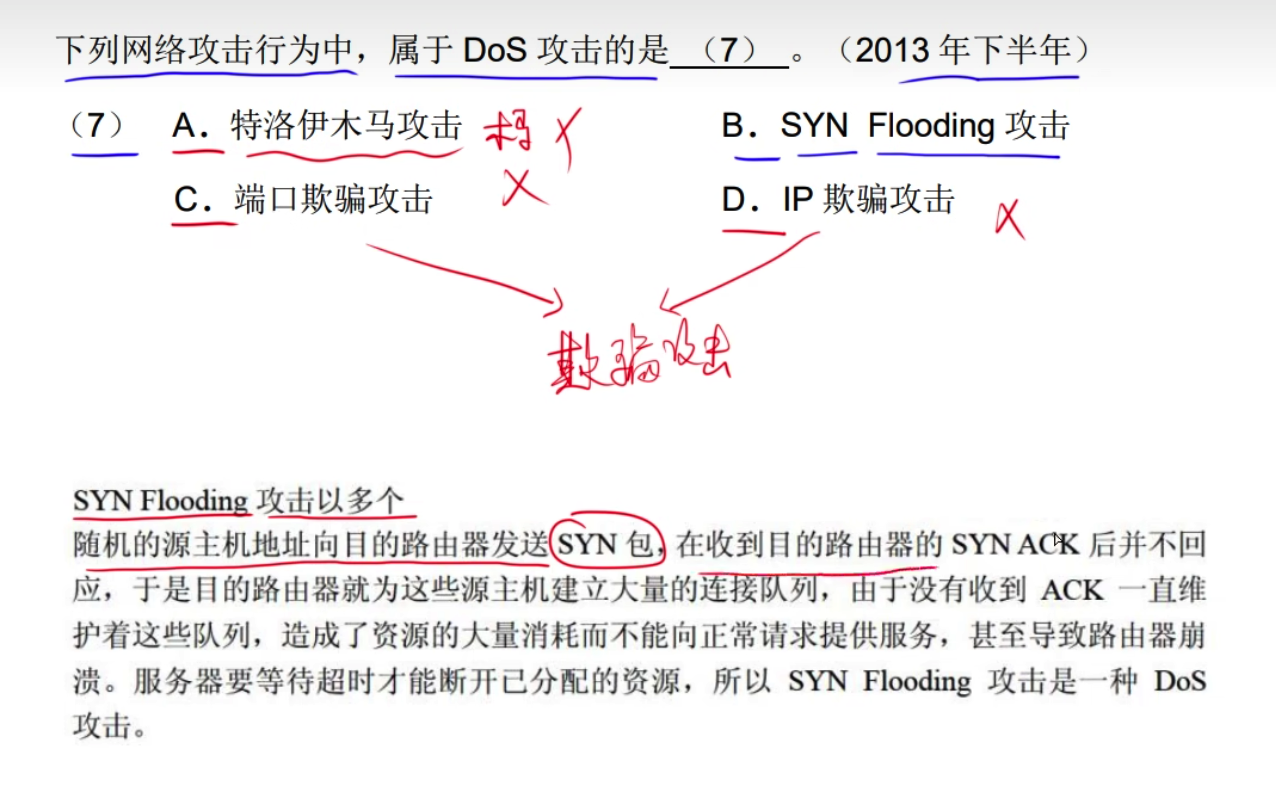 下列网络攻击行为中，属于 DoS 攻击的是 （7） 。（2013 年下半年）
（7） A．特洛伊木马攻击 木马 X B．SYN Flooding 攻击
C．端口欺骗攻击 X D．IP 欺骗攻击 X
欺骗攻击
SYN Flooding 攻击以多个
随机的源主机地址向目的路由器发送 SYN 包，在收到目的路由器的 SYN ACK 后并不回
应，于是目的路由器就为这些源主机建立大量的连接队列，由于没有收到 ACK 一直维
护着这些队列，造成了资源的大量消耗而不能向正常请求提供服务，甚至导致路由器崩
溃。服务器要等待超时才能断开已分配的资源，所以 SYN Flooding 攻击是一种 DoS
攻击。